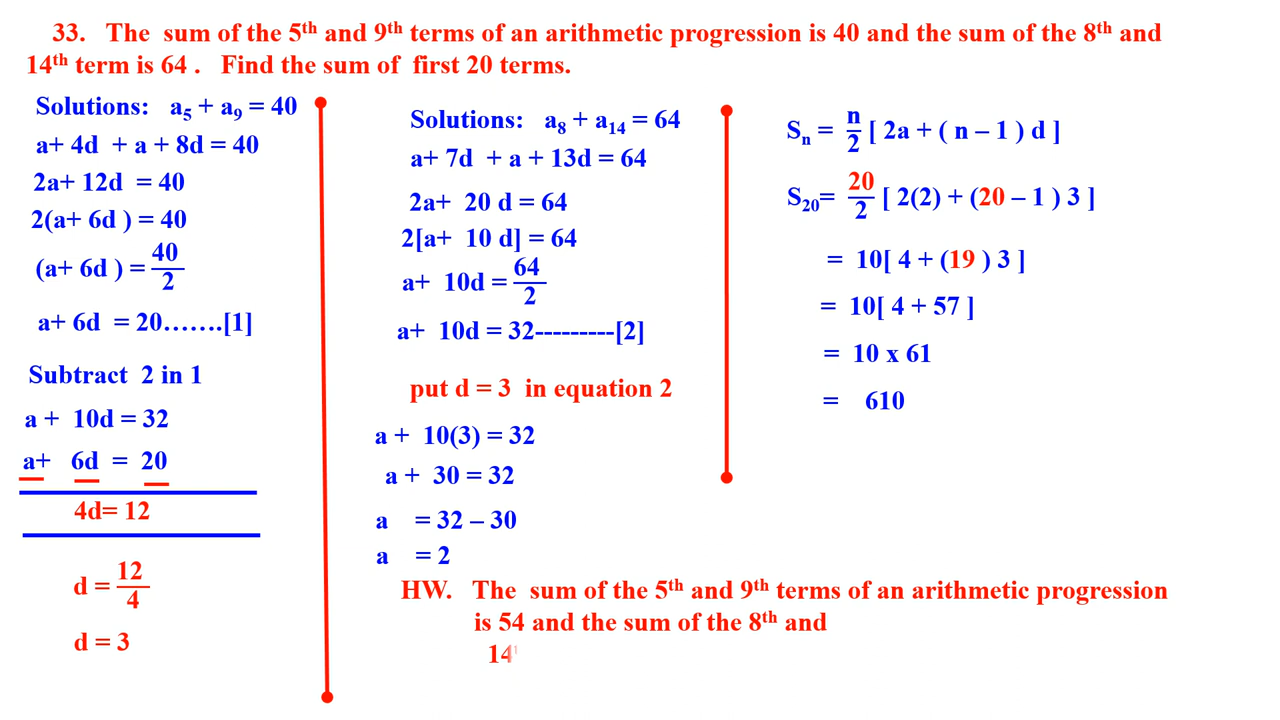 33. The sum of the 5th and 9th terms of an arithmetic progression is 40 and the sum of the 8th and
14th term is 64 . Find the sum of first 20 terms.
Solutions: a5 + a9 = 40
a+ 4d + a + 8d = 40
2a+ 12d = 40
2(a+ 6d ) = 40
(a+ 6d ) = 40/2
a+ 6d = 20.......[1]
Subtract 2 in 1
a + 10d = 32
a+ 6d = 20
4d= 12
d = 12/4
d = 3
Solutions: a8 + a14 = 64
a+ 7d + a + 13d = 64
2a+ 20 d = 64
2[a+ 10 d] = 64
a+ 10d = 64/2
a+ 10d = 32---------[2]
put d = 3 in equation 2
a + 10(3) = 32
a + 30 = 32
a = 32 – 30
a = 2
Sn = n/2 [ 2a + ( n – 1 ) d ]
S20= 20/2 [ 2(2) + (20 – 1 ) 3 ]
= 10[ 4 + (19 ) 3 ]
= 10[ 4 + 57 ]
= 10 x 61
= 610
HW. The sum of the 5th and 9th terms of an arithmetic progression
is 54 and the sum of the 8th and
14